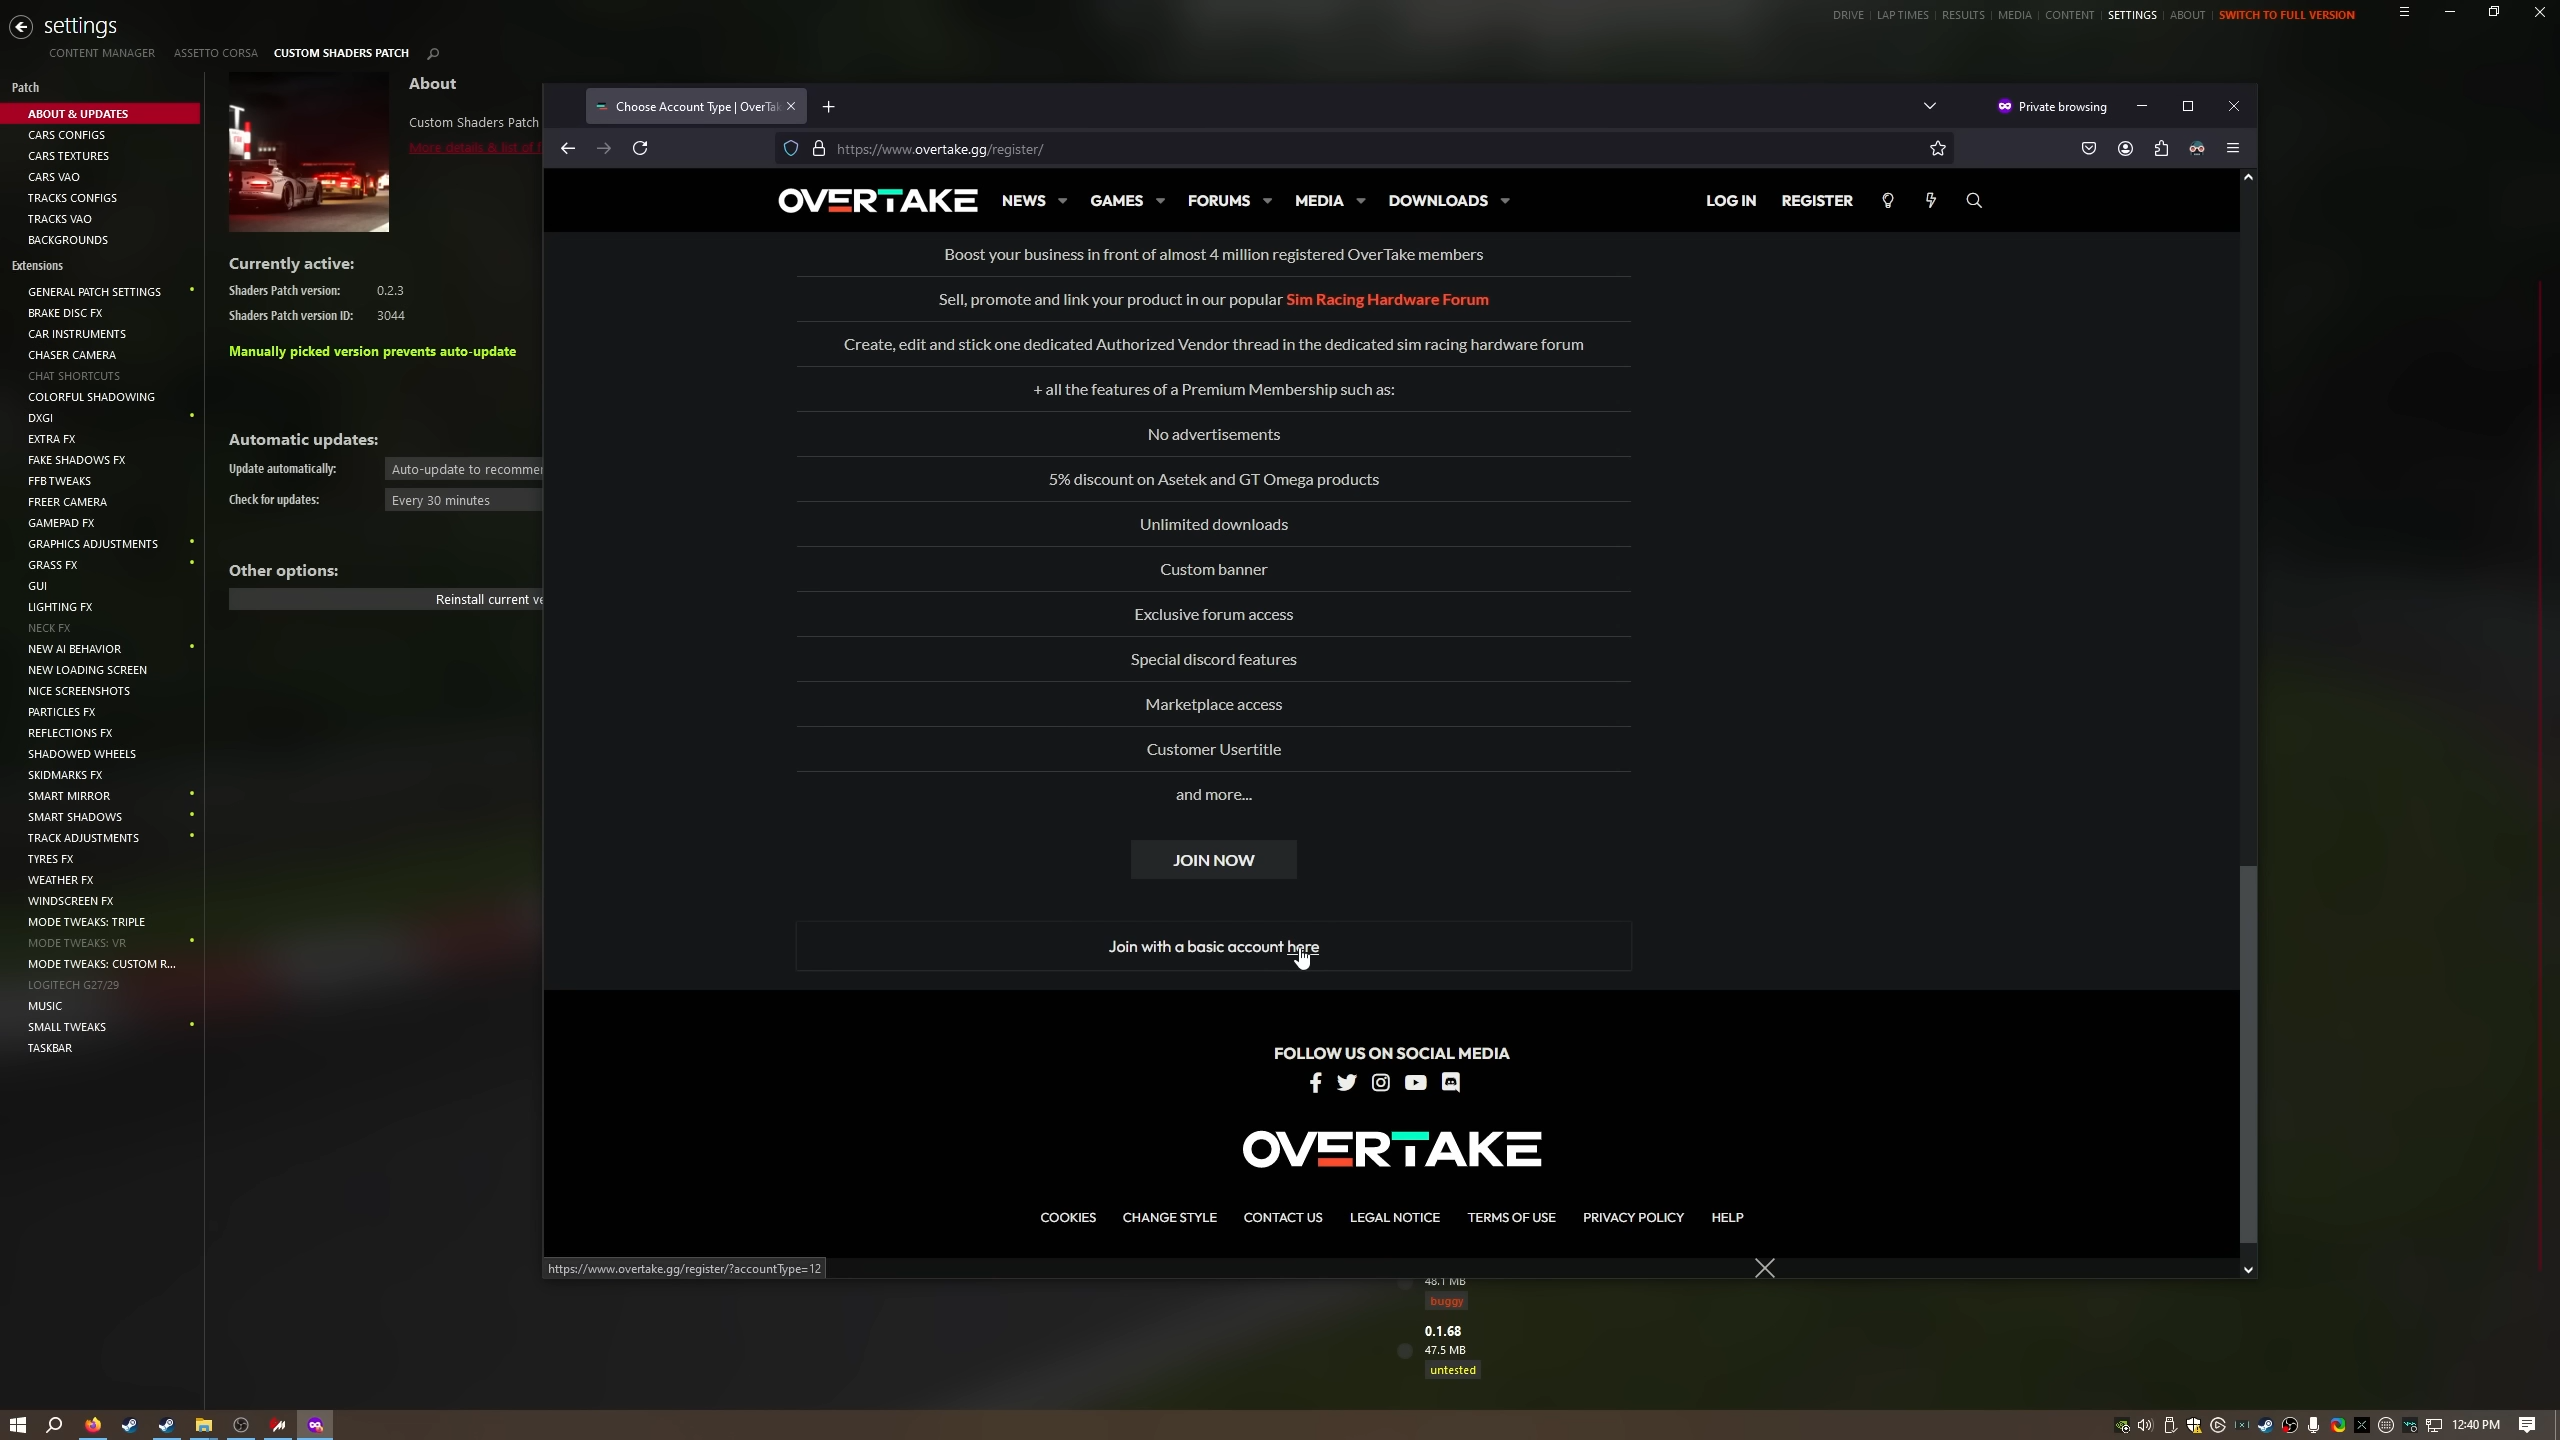 settings
DRIVE LAP TIMES RESULTS MEDIA CONTENT SETTINGS ABOUT SWITCH TO FULL VERSION
CONTENT MANAGER ASSETTO CORSA CUSTOM SHADERS PATCH
Patch
ABOUT & UPDATES
CARS CONFIGS
CARS TEXTURES
CARS VAO
TRACKS CONFIGS
TRACKS VAO
BACKGROUNDS
Extensions
GENERAL PATCH SETTINGS
BRAKE DISC FX
CAR INSTRUMENTS
CHASER CAMERA
CHAT SHORTCUTS
COLORFUL SHADOWING
DXGI
EXTRA FX
FAKE SHADOWS FX
FFB TWEAKS
FREER CAMERA
GAMEPAD FX
GRAPHICS ADJUSTMENTS
GRASS FX
GUI
LIGHTING FX
NECK FX
NEW AI BEHAVIOR
NEW LOADING SCREEN
NICE SCREENSHOTS
PARTICLES FX
REFLECTIONS FX
SHADOWED WHEELS
SKIDMARKS FX
SMART MIRROR
SMART SHADOWS
TRACK ADJUSTMENTS
TYRES FX
WEATHER FX
WINDSCREEN FX
MODE TWEAKS: TRIPLE
MODE TWEAKS: VR
MODE TWEAKS: CUSTOM R...
LOGITECH G27/29
MUSIC
SMALL TWEAKS
TASKBAR
About
Custom Shaders Patch
More details & list of f
Currently active:
Shaders Patch version: 0.2.3
Shaders Patch version ID: 3044
Manually picked version prevents auto-update
Automatic updates:
Update automatically: Auto-update to recommen
Check for updates: Every 30 minutes
Other options:
Reinstall current ve
Choose Account Type | OverTak
Private browsing
https://www.overtake.gg/register/
OVERTAKE NEWS GAMES FORUMS MEDIA DOWNLOADS LOG IN REGISTER
Boost your business in front of almost 4 million registered OverTake members
Sell, promote and link your product in our popular Sim Racing Hardware Forum
Create, edit and stick one dedicated Authorized Vendor thread in the dedicated sim racing hardware forum
+ all the features of a Premium Membership such as:
No advertisements
5% discount on Asetek and GT Omega products
Unlimited downloads
Custom banner
Exclusive forum access
Special discord features
Marketplace access
Customer Usertitle
and more...
JOIN NOW
Join with a basic account here
FOLLOW US ON SOCIAL MEDIA
OVERTAKE
COOKIES CHANGE STYLE CONTACT US LEGAL NOTICE TERMS OF USE PRIVACY POLICY HELP
https://www.overtake.gg/register/?accountType=12
48.1 MB
buggy
0.1.68
47.5 MB
untested
12:40 PM